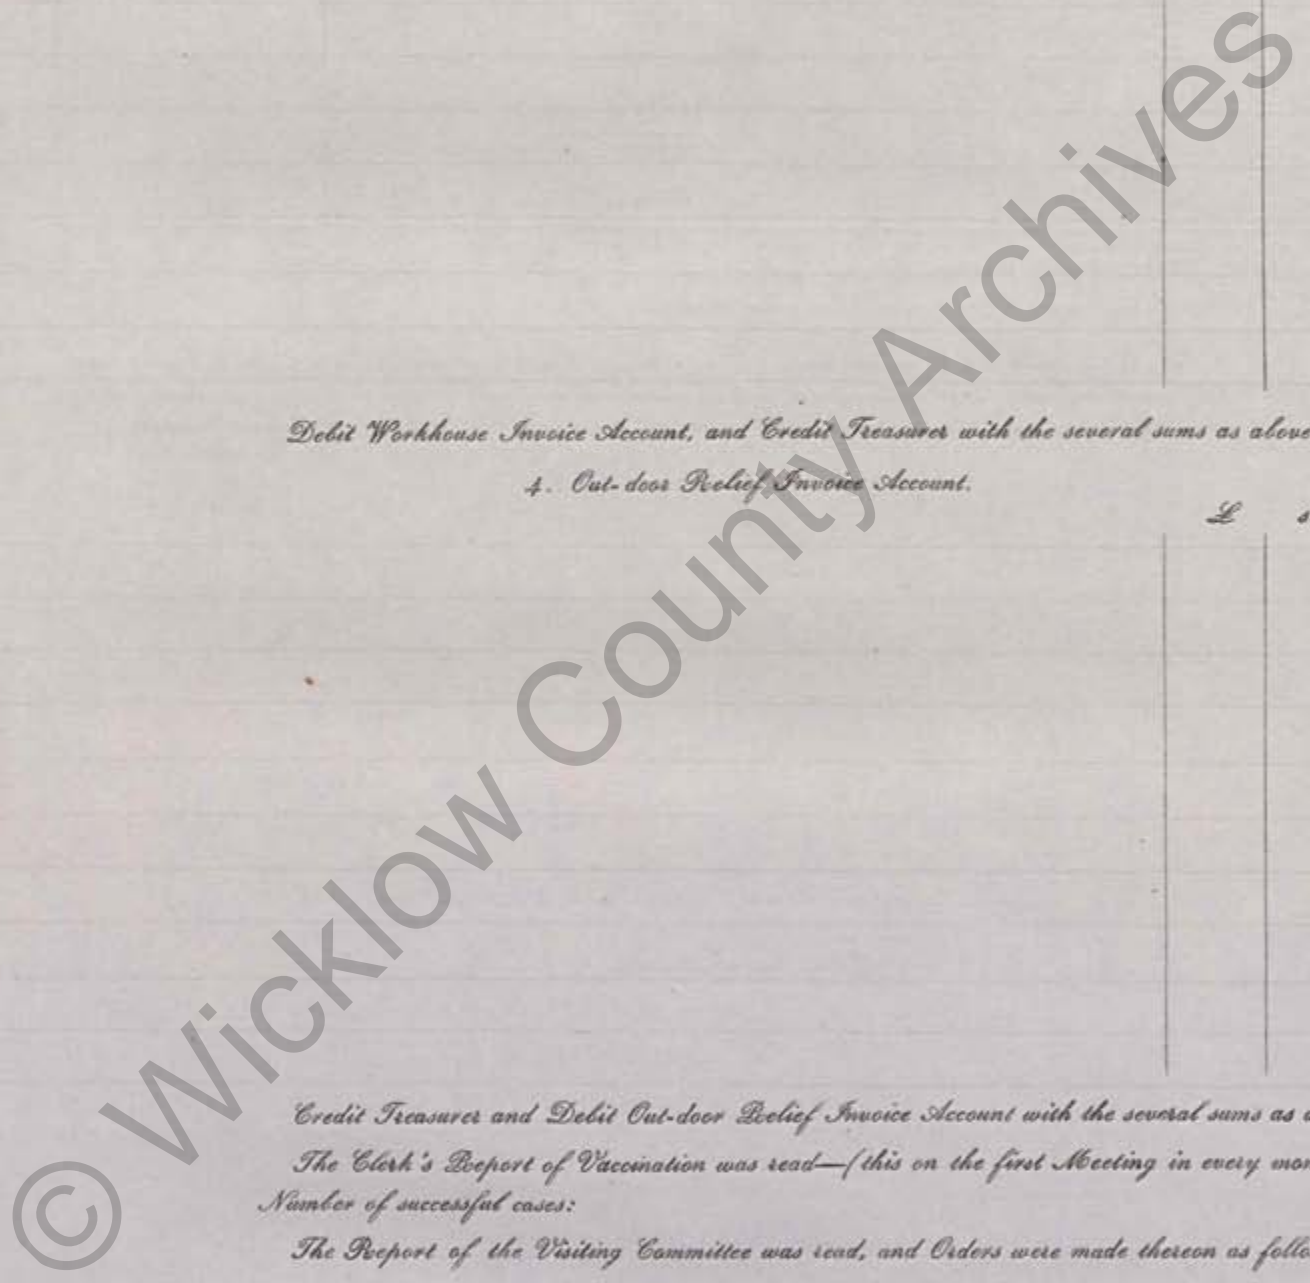 Debit Workhouse Invoice Account, and Credit Treasurer with the several sums as above
4. Out-door Relief Invoice Account.
£ s
Credit Treasurer and Debit Out-door Relief Invoice Account with the several sums as a
The Clerk's Report of Vaccination was read—(this on the first Meeting in every mon
Number of successful cases:
The Report of the Visiting Committee was read, and Orders were made thereon as follo
© Wicklow County Archives